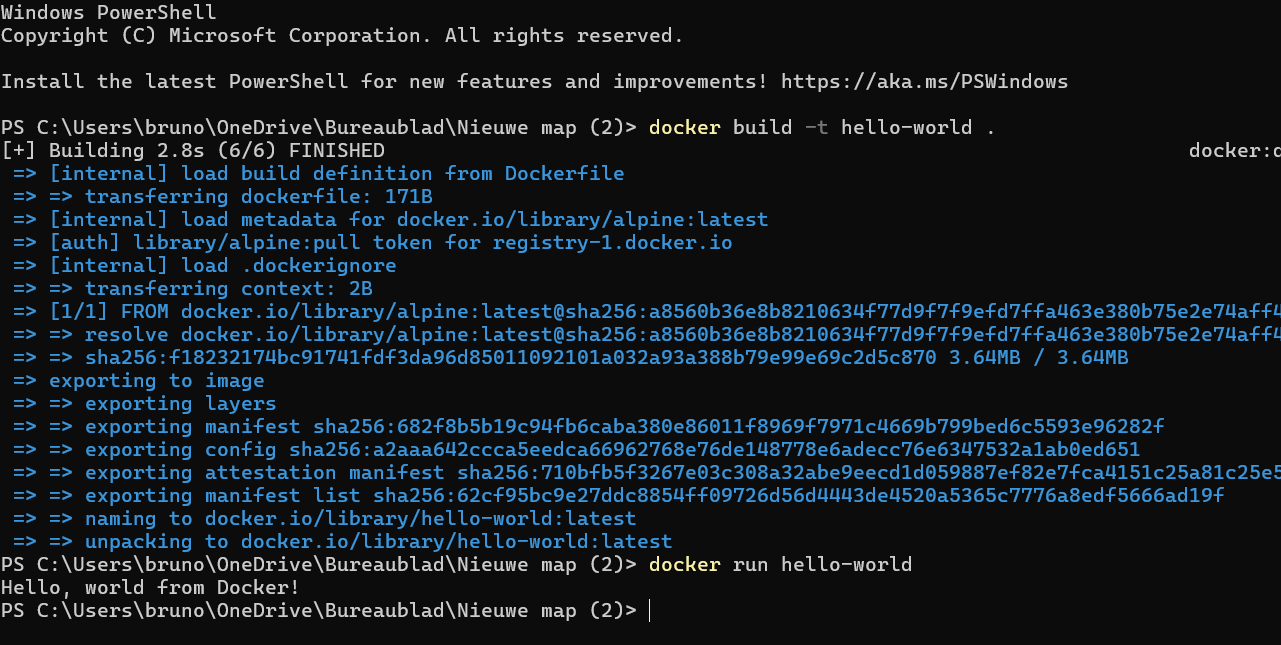 Windows PowerShell
Copyright (C) Microsoft Corporation. All rights reserved.
Install the latest PowerShell for new features and improvements! https://aka.ms/PSWindows
PS C:\Users\bruno\OneDrive\Bureaublad\Nieuwe map (2)> docker build -t hello-world .
[+] Building 2.8s (6/6) FINISHED docker:d
=> [internal] load build definition from Dockerfile
=> => transferring dockerfile: 171B
=> [internal] load metadata for docker.io/library/alpine:latest
=> [auth] library/alpine:pull token for registry-1.docker.io
=> [internal] load .dockerignore
=> => transferring context: 2B
=> [1/1] FROM docker.io/library/alpine:latest@sha256:a8560b36e8b8210634f77d9f7f9efd7ffa463e380b75e2e74aff4
=> => resolve docker.io/library/alpine:latest@sha256:a8560b36e8b8210634f77d9f7f9efd7ffa463e380b75e2e74aff4
=> => sha256:f18232174bc91741fdf3da96d85011092101a032a93a388b79e99e69c2d5c870 3.64MB / 3.64MB
=> exporting to image
=> => exporting layers
=> => exporting manifest sha256:682f8b5b19c94fb6caba380e86011f8969f7971c4669b799bed6c5593e96282f
=> => exporting config sha256:a2aaa642ccca5eedca66962768e76de148778e6adecc76e6347532a1ab0ed651
=> => exporting attestation manifest sha256:710bfb5f3267e03c308a32abe9eecd1d059887ef82e7fca4151c25a81c25e5
=> => exporting manifest list sha256:62cf95bc9e27ddc8854ff09726d56d4443de4520a5365c7776a8edf5666ad19f
=> => naming to docker.io/library/hello-world:latest
=> => unpacking to docker.io/library/hello-world:latest
PS C:\Users\bruno\OneDrive\Bureaublad\Nieuwe map (2)> docker run hello-world
Hello, world from Docker!
PS C:\Users\bruno\OneDrive\Bureaublad\Nieuwe map (2)>